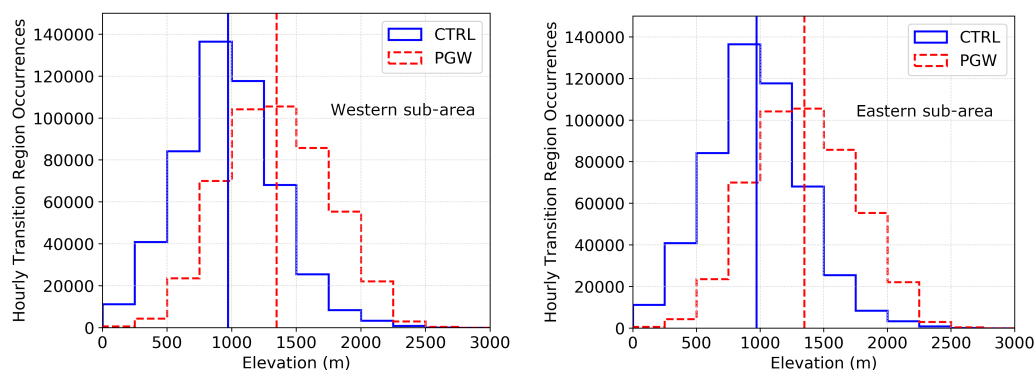 140000
120000
100000
80000
60000
40000
20000
0
Hourly Transition Region Occurrences
CTRL
PGW
Western sub-area
0 500 1000 1500 2000 2500 3000
Elevation (m)
140000
120000
100000
80000
60000
40000
20000
0
Hourly Transition Region Occurrences
CTRL
PGW
Eastern sub-area
0 500 1000 1500 2000 2500 3000
Elevation (m)